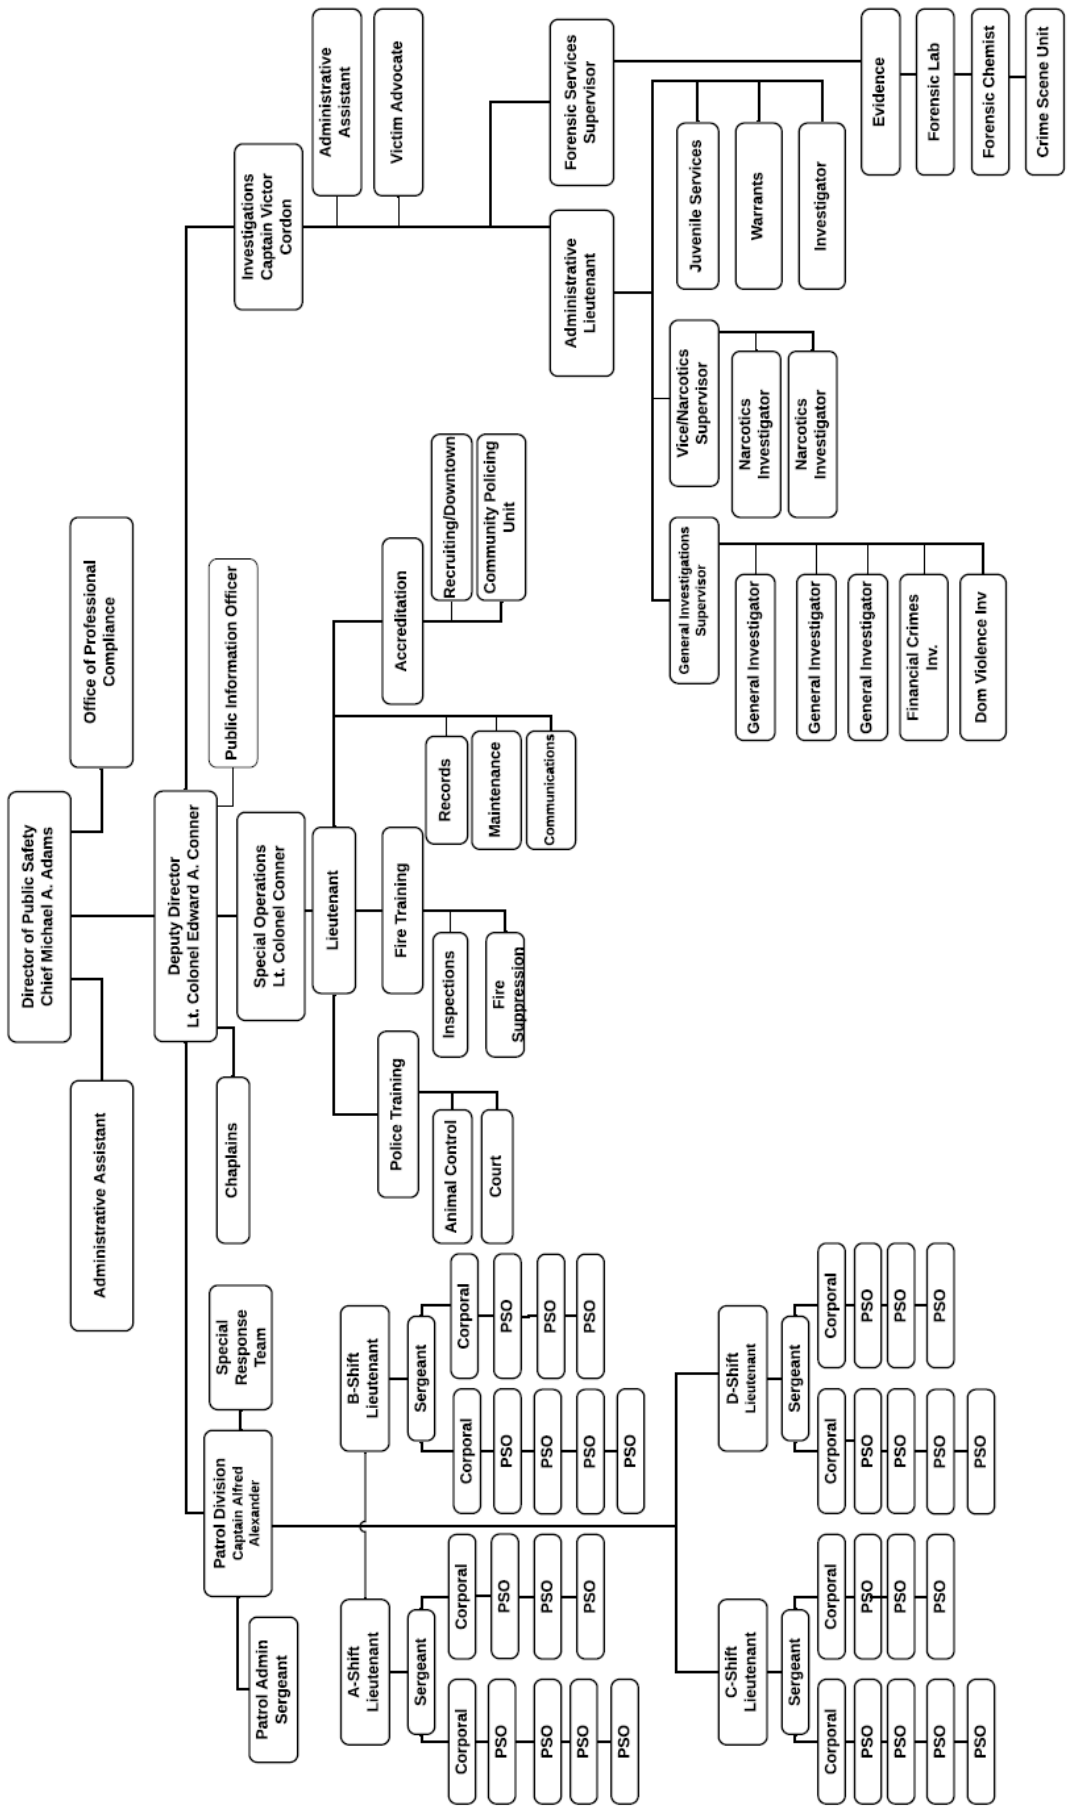 Director of Public Safety
Chief Michael A. Adams
Administrative Assistant
Office of Professional
Compliance
Deputy Director
Lt. Colonel Edward A. Conner
Chaplains
Public Information Officer
Patrol Division
Captain Alfred
Alexander
Special
Response
Team
Patrol Admin
Sergeant
Special Operations
Lt. Colonel Conner
Investigations
Captain Victor
Cordon
Administrative
Assistant
Victim Advocate
A-Shift
Lieutenant
Sergeant
Corporal
PSO
PSO
PSO
PSO
Corporal
PSO
PSO
PSO
B-Shift
Lieutenant
Sergeant
Corporal
PSO
PSO
PSO
PSO
Corporal
PSO
PSO
PSO
C-Shift
Lieutenant
Sergeant
Corporal
PSO
PSO
PSO
PSO
Corporal
PSO
PSO
PSO
D-Shift
Lieutenant
Sergeant
Corporal
PSO
PSO
PSO
PSO
Corporal
PSO
PSO
PSO
Lieutenant
Police Training
Animal Control
Court
Fire Training
Inspections
Fire
Suppression
Records
Maintenance
Communications
Accreditation
Recruiting/Downtown
Community Policing
Unit
Administrative
Lieutenant
Forensic Services
Supervisor
General Investigations
Supervisor
General Investigator
General Investigator
General Investigator
Financial Crimes
Inv.
Dom Violence Inv
Vice/Narcotics
Supervisor
Narcotics
Investigator
Narcotics
Investigator
Juvenile Services
Warrants
Investigator
Evidence
Forensic Lab
Forensic Chemist
Crime Scene Unit